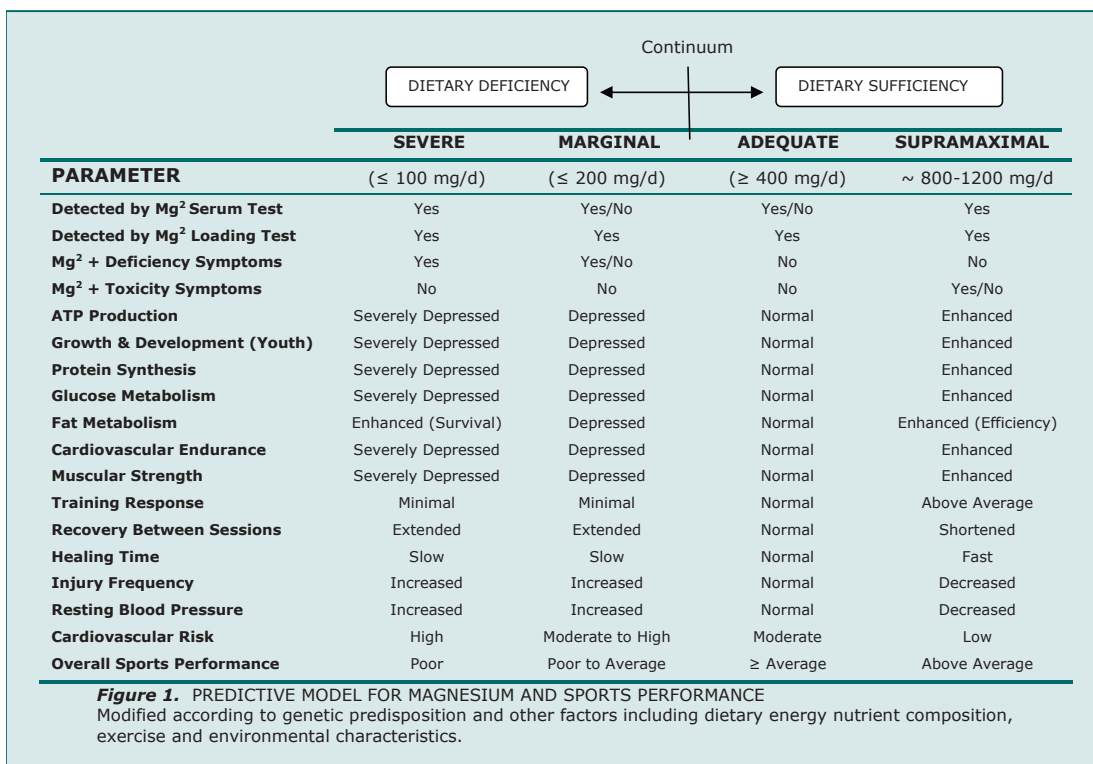 Continuum
DIETARY DEFICIENCY DIETARY SUFFICIENCY
SEVERE MARGINAL ADEQUATE SUPRAMAXIMAL
PARAMETER (≤ 100 mg/d) (≤ 200 mg/d) (≥ 400 mg/d) ~ 800-1200 mg/d
Detected by Mg² Serum Test Yes Yes/No Yes/No Yes
Detected by Mg² Loading Test Yes Yes Yes Yes
Mg² + Deficiency Symptoms Yes Yes/No No No
Mg² + Toxicity Symptoms No No No Yes/No
ATP Production Severely Depressed Depressed Normal Enhanced
Growth & Development (Youth) Severely Depressed Depressed Normal Enhanced
Protein Synthesis Severely Depressed Depressed Normal Enhanced
Glucose Metabolism Severely Depressed Depressed Normal Enhanced
Fat Metabolism Enhanced (Survival) Depressed Normal Enhanced (Efficiency)
Cardiovascular Endurance Severely Depressed Depressed Normal Enhanced
Muscular Strength Severely Depressed Depressed Normal Enhanced
Training Response Minimal Minimal Normal Above Average
Recovery Between Sessions Extended Extended Normal Shortened
Healing Time Slow Slow Normal Fast
Injury Frequency Increased Increased Normal Decreased
Resting Blood Pressure Increased Increased Normal Decreased
Cardiovascular Risk High Moderate to High Moderate Low
Overall Sports Performance Poor Poor to Average ≥ Average Above Average
Figure 1. PREDICTIVE MODEL FOR MAGNESIUM AND SPORTS PERFORMANCE
Modified according to genetic predisposition and other factors including dietary energy nutrient composition,
exercise and environmental characteristics.